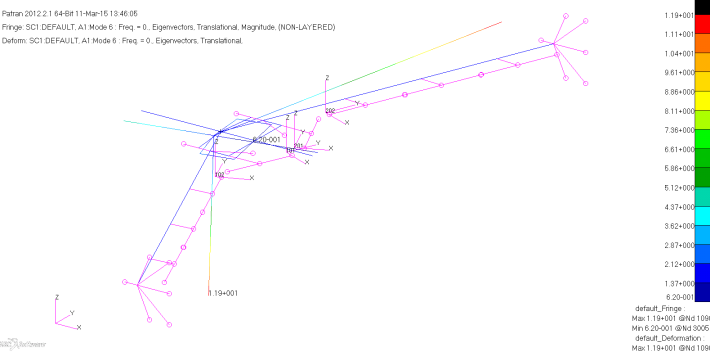 Patran 2012.2.1 64-Bit 11-Mar-15 13:46:05
Fringe: SC1:DEFAULT, A1:Mode 6 : Freq. = 0., Eigenvectors, Translational, Magnitude, (NON-LAYERED)
Deform: SC1:DEFAULT, A1:Mode 6 : Freq. = 0., Eigenvectors, Translational,
1.19+001
1.11+001
1.04+001
9.61+000
8.86+000
8.11+000
7.36+000
6.61+000
5.86+000
5.12+000
4.37+000
3.62+000
2.87+000
2.12+000
1.37+000
6.20-001
Z
Y
X
Z
Z
6.20-001
Y
Y
X
X
Z
Y
X
1.19+001
Z
Y
X
default_Fringe :
Max 1.19+001 @Nd 109
Min 6.20-001 @Nd 3005
default_Deformation :
Max 1.19+001 @Nd 109